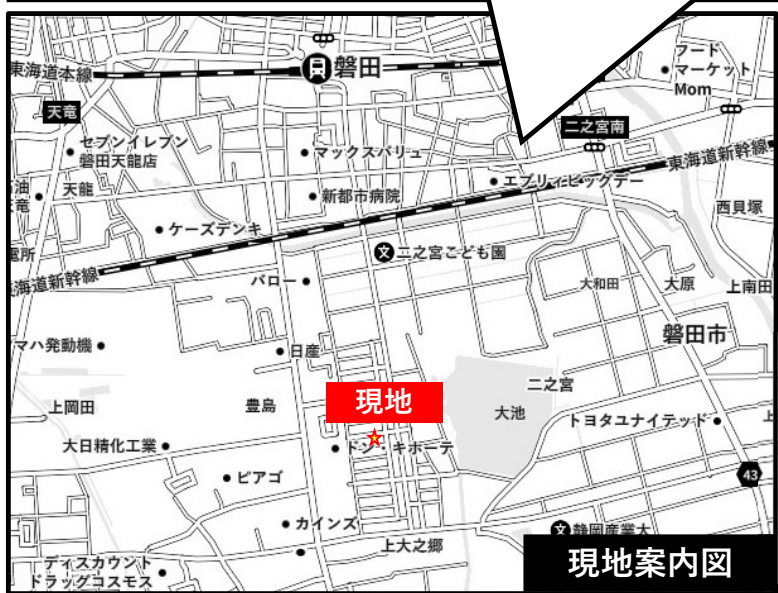 東海道本線
磐田
フード
マーケット
Mom
天竜
セブンイレブン
磐田天龍店
マックスバリュ
二之宮南
東海道新幹線
天龍
新都市病院
エブリィビッグデー
西貝塚
ケーズデンキ
文
二之宮こども園
東海道新幹線
バロー
大和田
大原
上南田
マハ発動機
日産
磐田市
現地
二之宮
上岡田
豊島
大池
トヨタユナイテッド
大日精化工業
ドン・キホーテ
ピアゴ
43
カインズ
上大之郷
文
静岡産業大
ディスカウント
ドラッグコスモス
現地案内図